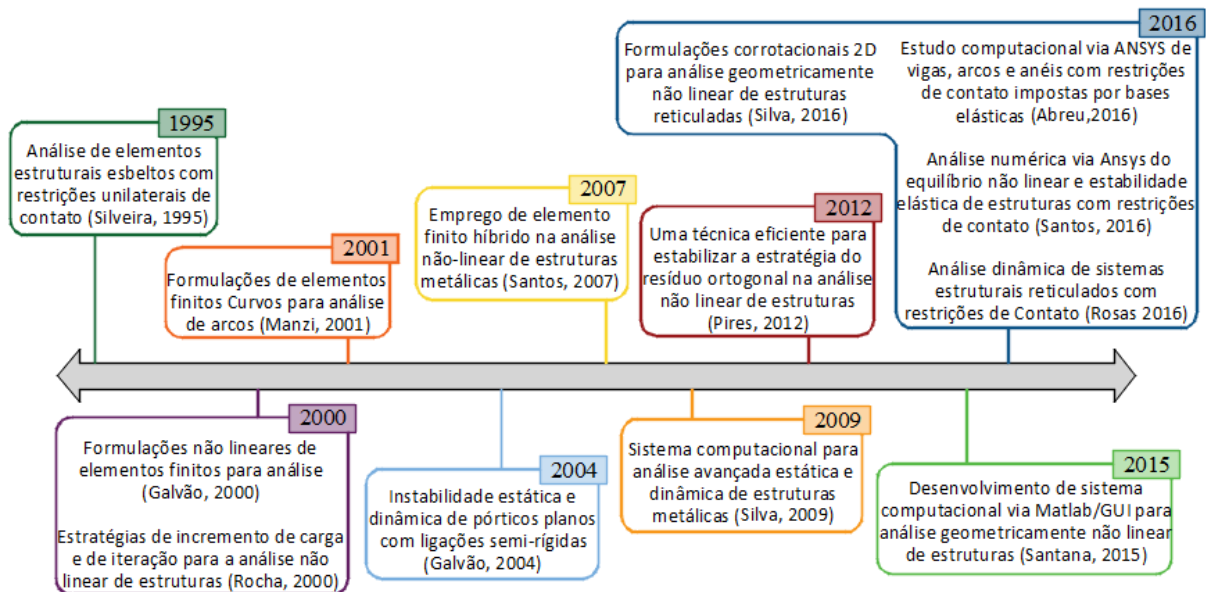 1995
Análise de elementos
estruturais esbeltos com
restrições unilaterais de
contato (Silveira, 1995)
2000
Formulações não lineares de
elementos finitos para análise
(Galvão, 2000)
Estratégias de incremento de carga
e de iteração para a análise não
linear de estruturas (Rocha, 2000)
2001
Formulações de elementos
finitos Curvos para análise
de arcos (Manzi, 2001)
2004
Instabilidade estática e
dinâmica de pórticos planos
com ligações semi-rígidas
(Galvão, 2004)
2007
Emprego de elemento
finito híbrido na análise
não-linear de estruturas
metálicas (Santos, 2007)
2009
Sistema computacional para
análise avançada estática e
dinâmica de estruturas
metálicas (Silva, 2009)
2012
Uma técnica eficiente para
estabilizar a estratégia do
resíduo ortogonal na análise
não linear de estruturas
(Pires, 2012)
2015
Desenvolvimento de sistema
computacional via Matlab/GUI para
análise geometricamente não linear
de estruturas (Santana, 2015)
2016
Formulações corrotacionais 2D
para análise geometricamente
não linear de estruturas
reticuladas (Silva, 2016)
Estudo computacional via ANSYS de
vigas, arcos e anéis com restrições
de contato impostas por bases
elásticas (Abreu,2016)
Análise numérica via Ansys do
equilíbrio não linear e estabilidade
elástica de estruturas com restrições
de contato (Santos, 2016)
Análise dinâmica de sistemas
estruturais reticulados com
restrições de Contato (Rosas 2016)